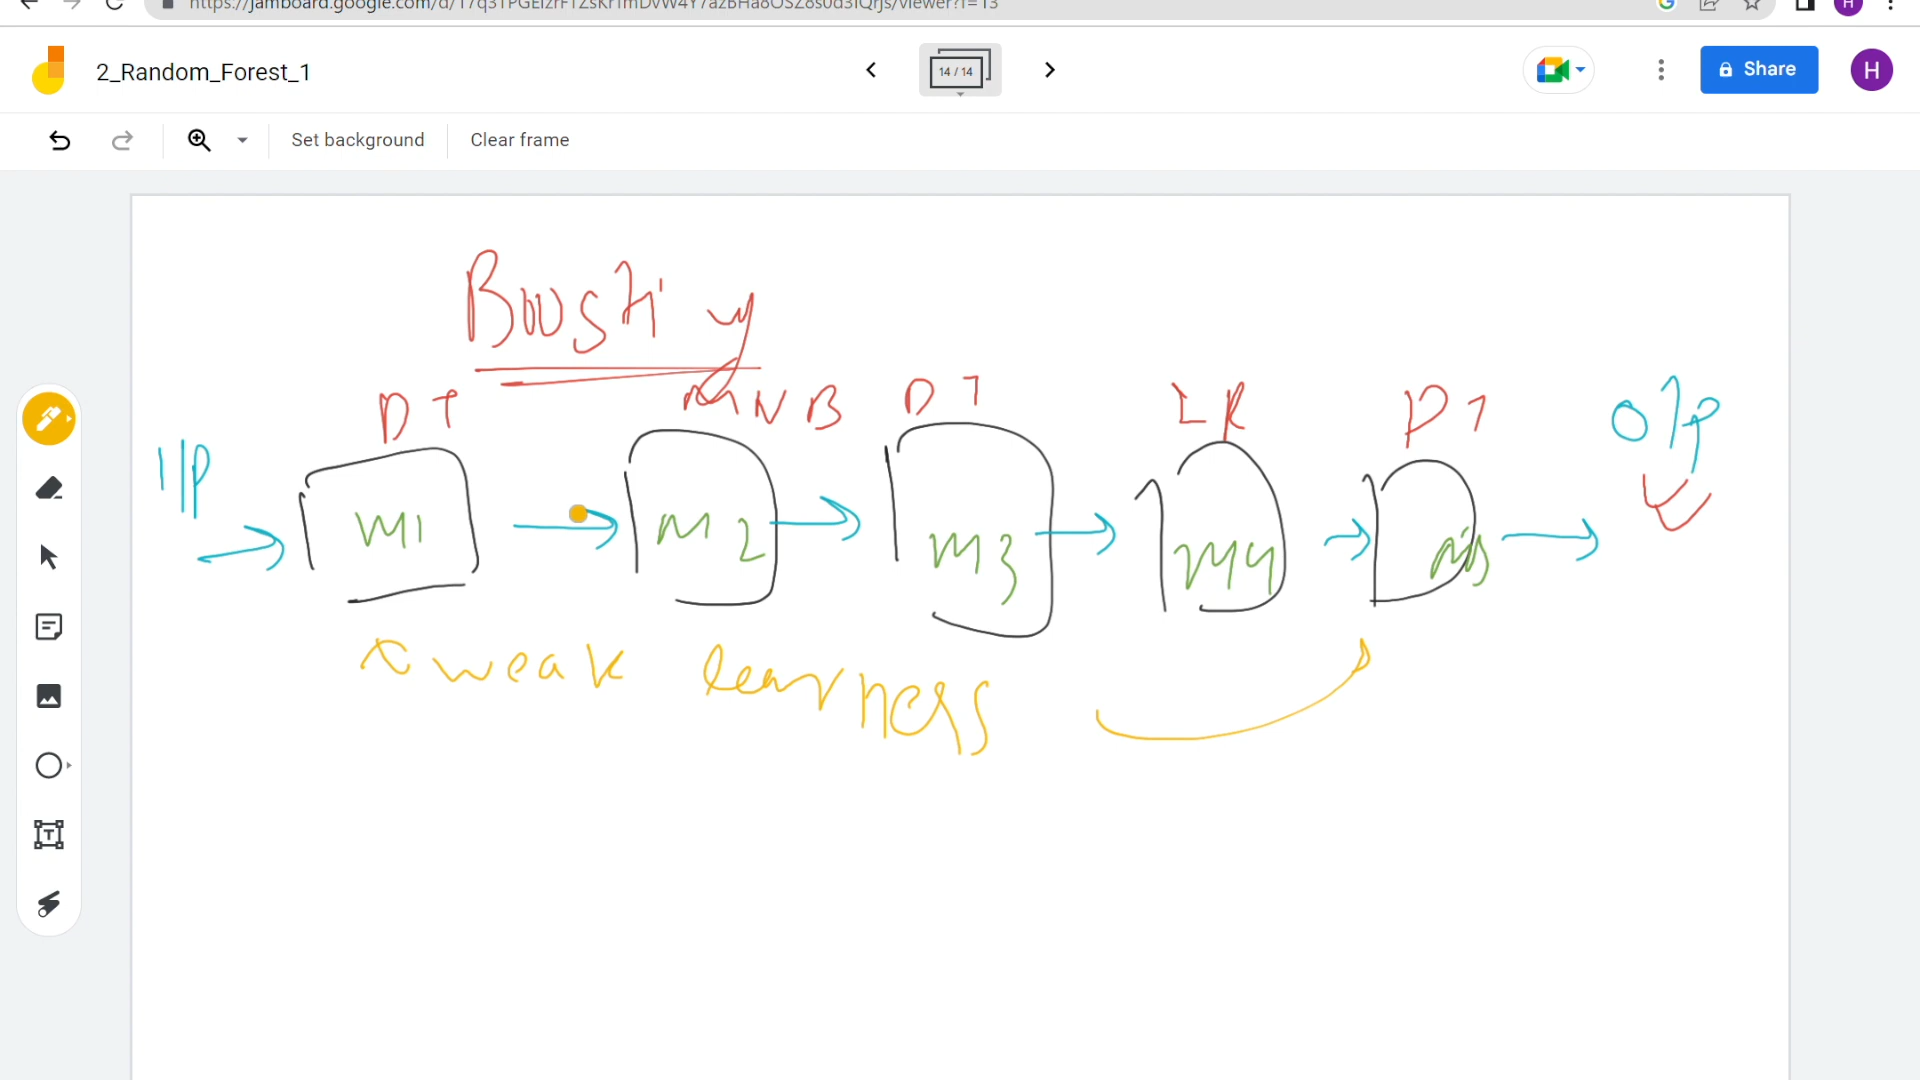 2_Random_Forest_1
14 / 14
Share
H
Set background
Clear frame
Boosting
DT
NB
DT
LR
DT
I/P
O/P
M1
M2
M3
M4
M5
weak learners